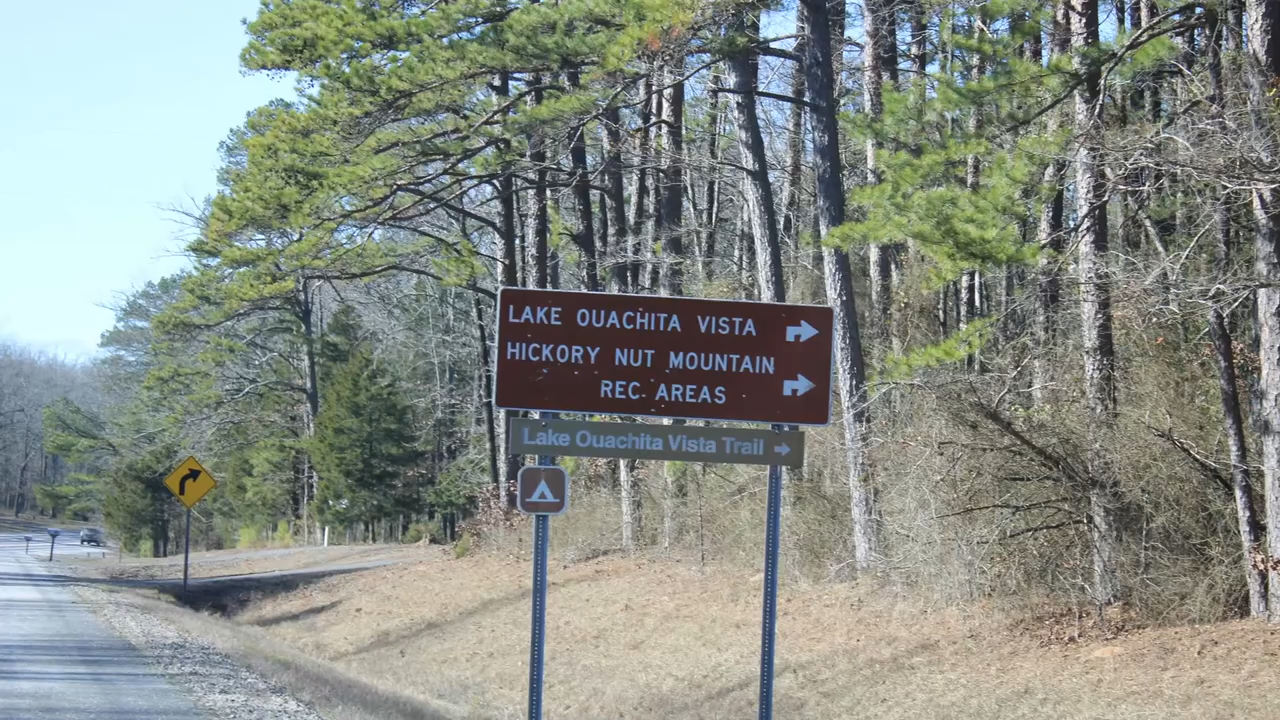 LAKE OUACHITA VISTA
HICKORY NUT MOUNTAIN
REC AREAS
Lake Ouachita Vista Trail